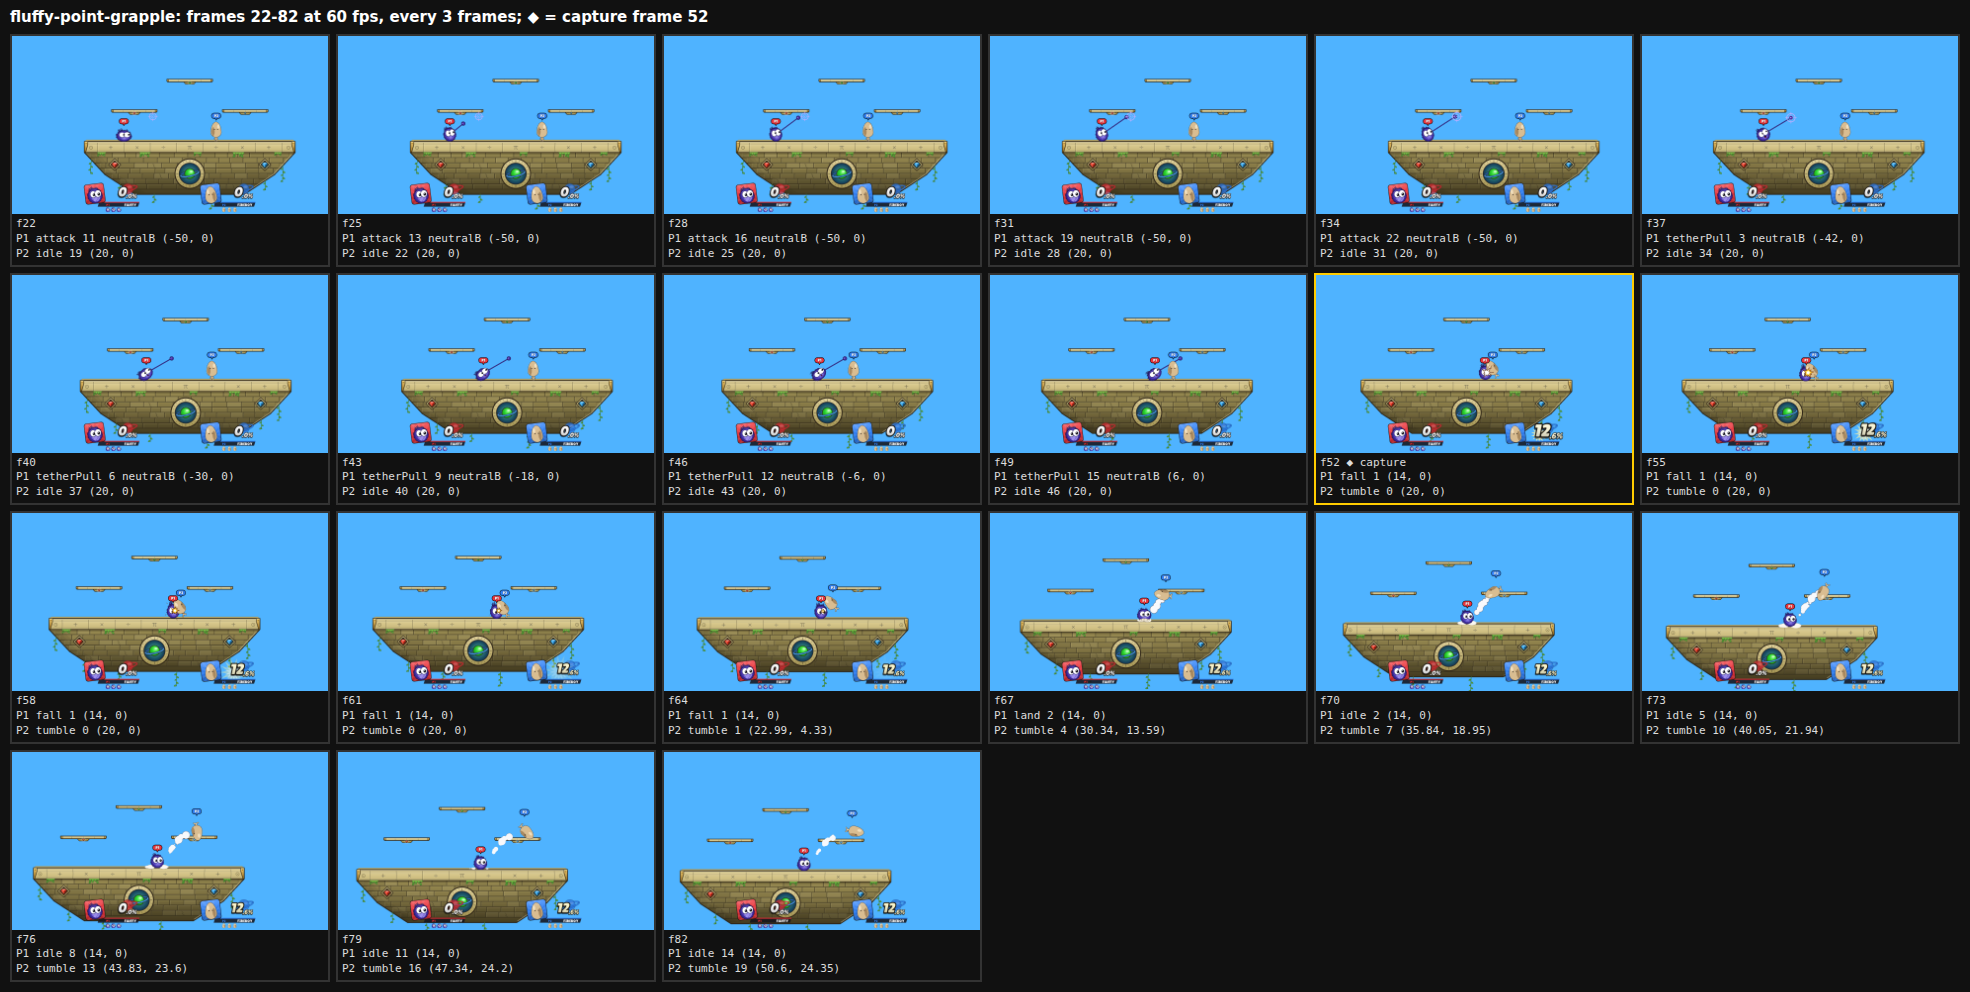 fluffy-point-grapple: frames 22-82 at 60 fps, every 3 frames; ◆ = capture frame 52
f22
P1 attack 11 neutralB (-50, 0)
P2 idle 19 (20, 0)
f25
P1 attack 13 neutralB (-50, 0)
P2 idle 22 (20, 0)
f28
P1 attack 16 neutralB (-50, 0)
P2 idle 25 (20, 0)
f31
P1 attack 19 neutralB (-50, 0)
P2 idle 28 (20, 0)
f34
P1 attack 22 neutralB (-50, 0)
P2 idle 31 (20, 0)
f37
P1 tetherPull 3 neutralB (-42, 0)
P2 idle 34 (20, 0)
f40
P1 tetherPull 6 neutralB (-30, 0)
P2 idle 37 (20, 0)
f43
P1 tetherPull 9 neutralB (-18, 0)
P2 idle 40 (20, 0)
f46
P1 tetherPull 12 neutralB (-6, 0)
P2 idle 43 (20, 0)
f49
P1 tetherPull 15 neutralB (6, 0)
P2 idle 46 (20, 0)
f52 ◆ capture
P1 fall 1 (14, 0)
P2 tumble 0 (20, 0)
f55
P1 fall 1 (14, 0)
P2 tumble 0 (20, 0)
f58
P1 fall 1 (14, 0)
P2 tumble 0 (20, 0)
f61
P1 fall 1 (14, 0)
P2 tumble 0 (20, 0)
f64
P1 fall 1 (14, 0)
P2 tumble 1 (22.99, 4.33)
f67
P1 land 2 (14, 0)
P2 tumble 4 (30.34, 13.59)
f70
P1 idle 2 (14, 0)
P2 tumble 7 (35.84, 18.95)
f73
P1 idle 5 (14, 0)
P2 tumble 10 (40.05, 21.94)
f76
P1 idle 8 (14, 0)
P2 tumble 13 (43.83, 23.6)
f79
P1 idle 11 (14, 0)
P2 tumble 16 (47.34, 24.2)
f82
P1 idle 14 (14, 0)
P2 tumble 19 (50.6, 24.35)